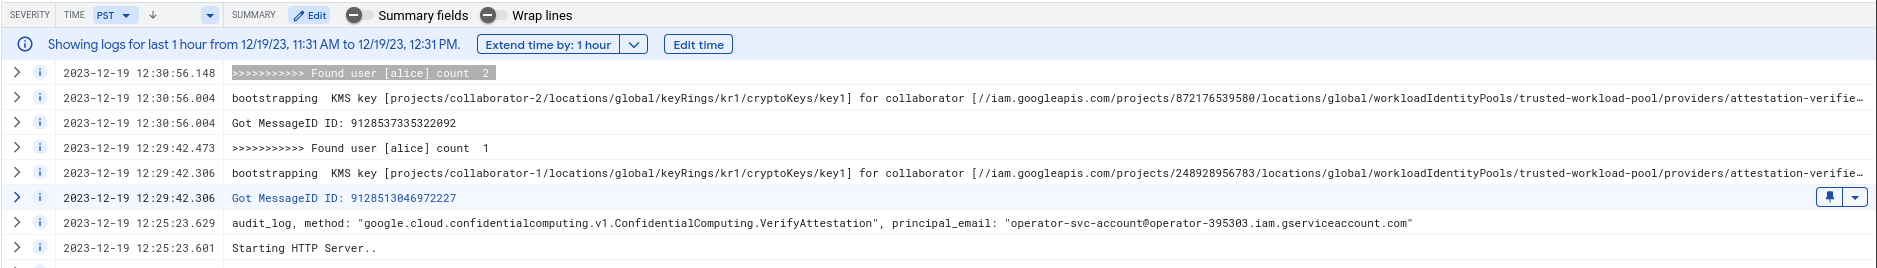 SEVERITY TIME PST SUMMARY Edit Summary fields Wrap lines
Showing logs for last 1 hour from 12/19/23, 11:31 AM to 12/19/23, 12:31 PM. Extend time by: 1 hour Edit time
2023-12-19 12:30:56.148 >>>>>>>>>>> Found user [alice] count  2
2023-12-19 12:30:56.004 bootstrapping  KMS key [projects/collaborator-2/locations/global/keyRings/kr1/cryptoKeys/key1] for collaborator [//iam.googleapis.com/projects/872176539580/locations/global/workloadIdentityPools/trusted-workload-pool/providers/attestation-verifie…
2023-12-19 12:30:56.004 Got MessageID ID: 9128537335322092
2023-12-19 12:29:42.473 >>>>>>>>>>> Found user [alice] count  1
2023-12-19 12:29:42.306 bootstrapping  KMS key [projects/collaborator-1/locations/global/keyRings/kr1/cryptoKeys/key1] for collaborator [//iam.googleapis.com/projects/248928956783/locations/global/workloadIdentityPools/trusted-workload-pool/providers/attestation-verifie…
2023-12-19 12:29:42.306 Got MessageID ID: 9128513046972227
2023-12-19 12:25:23.629 audit_log, method: "google.cloud.confidentialcomputing.v1.ConfidentialComputing.VerifyAttestation", principal_email: "operator-svc-account@operator-395303.iam.gserviceaccount.com"
2023-12-19 12:25:23.601 Starting HTTP Server..